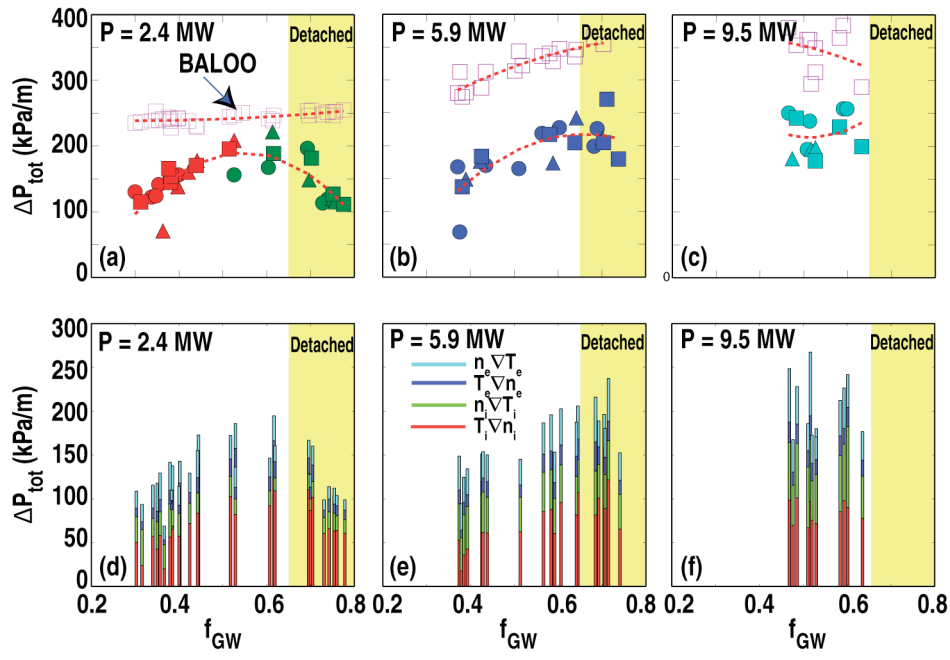 P = 2.4 MW
Detached
P = 5.9 MW
Detached
P = 9.5 MW
Detached
BALOO
ΔP_tot (kPa/m)
400
300
200
100
0
0
(a)
(b)
(c)
P = 2.4 MW
Detached
P = 5.9 MW
Detached
P = 9.5 MW
Detached
n_e∇T_e
T_e∇n_e
n_i∇T_i
T_i∇n_i
ΔP_tot (kPa/m)
300
250
200
150
100
50
0
(d)
(e)
(f)
0.2 0.4 0.6 0.8
0.2 0.4 0.6 0.8
0.2 0.4 0.6 0.8
f_GW
f_GW
f_GW